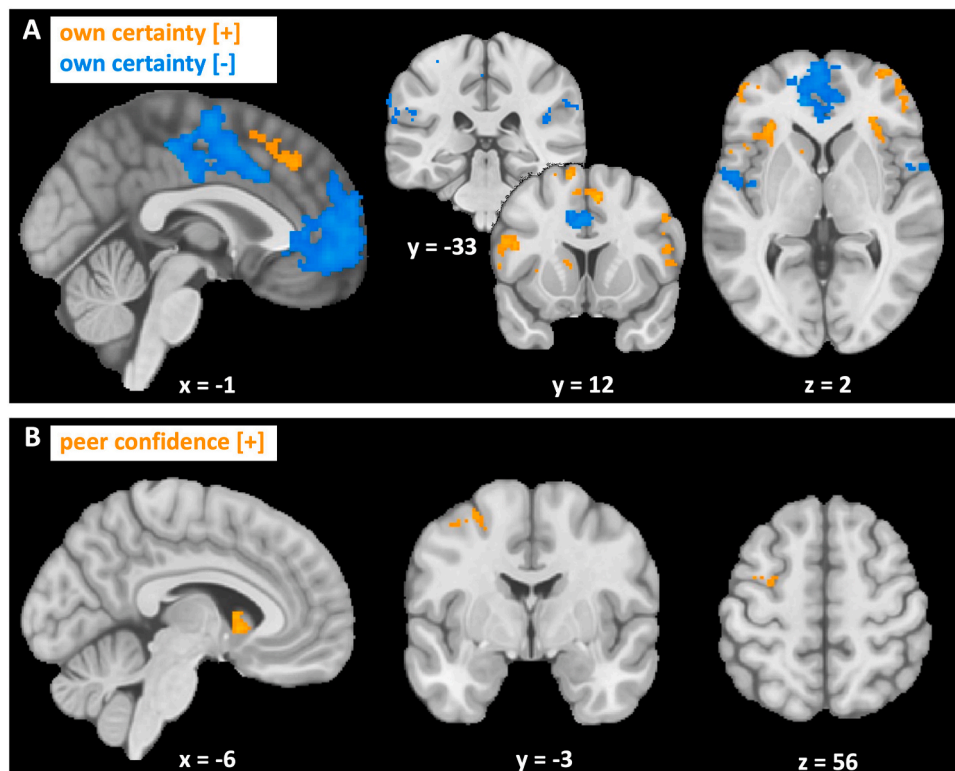 A
own certainty [+]
own certainty [-]
y = -33
x = -1
y = 12
z = 2
B
peer confidence [+]
x = -6
y = -3
z = 56